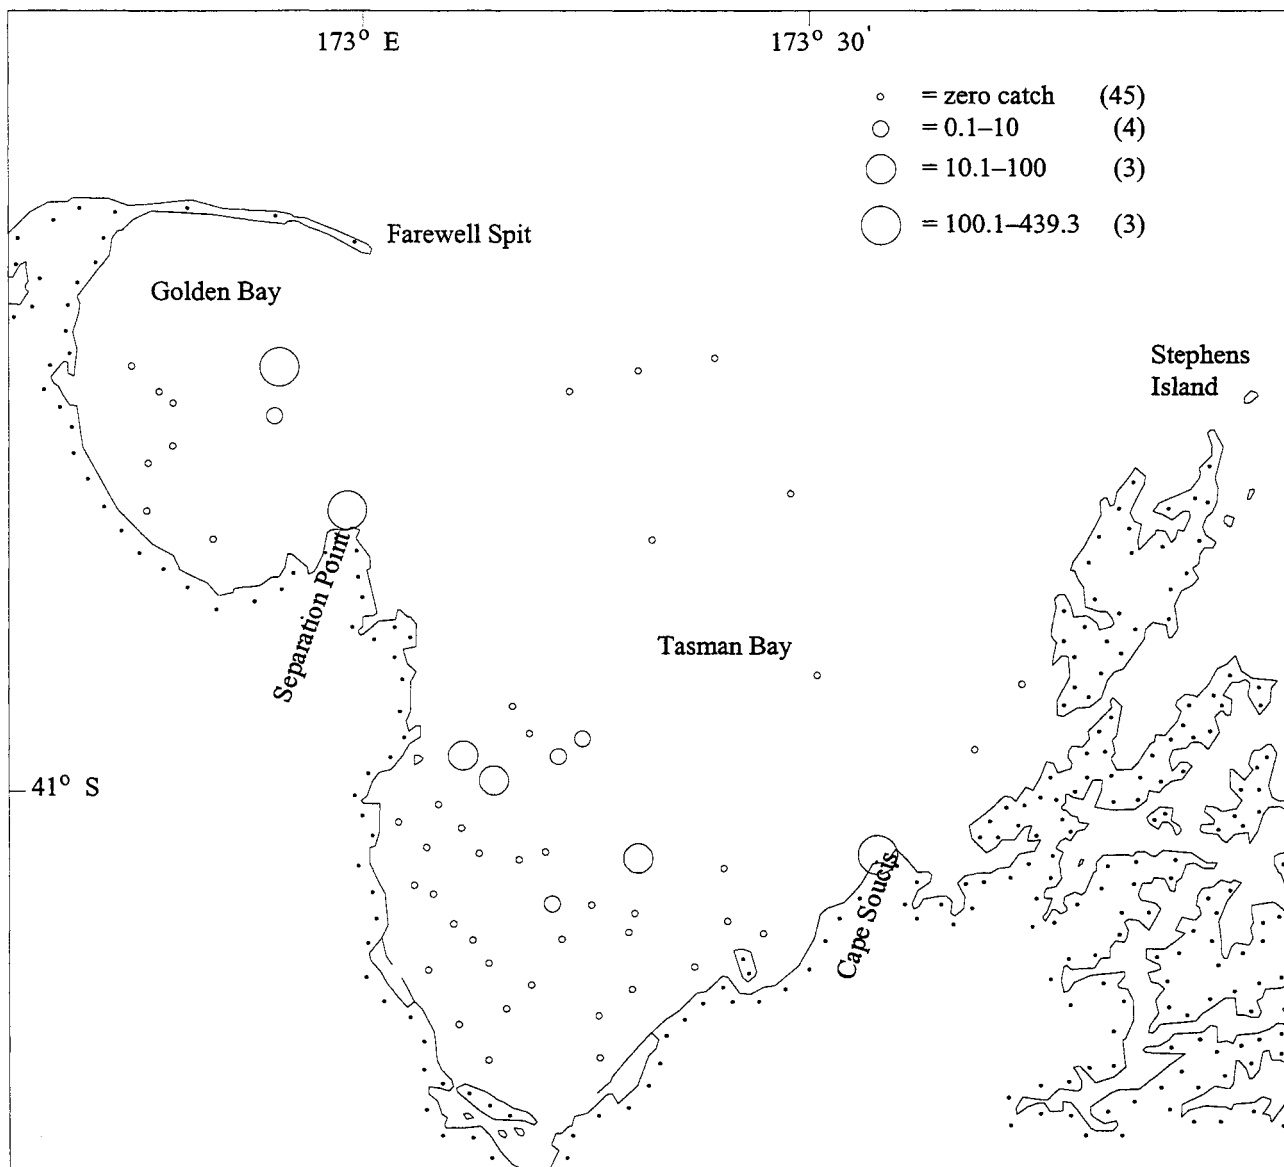 173° E
173° 30'
= zero catch (45)
= 0.1–10 (4)
= 10.1–100 (3)
= 100.1–439.3 (3)
Farewell Spit
Golden Bay
Stephens
Island
Separation Point
Tasman Bay
41° S
Cape Soucis